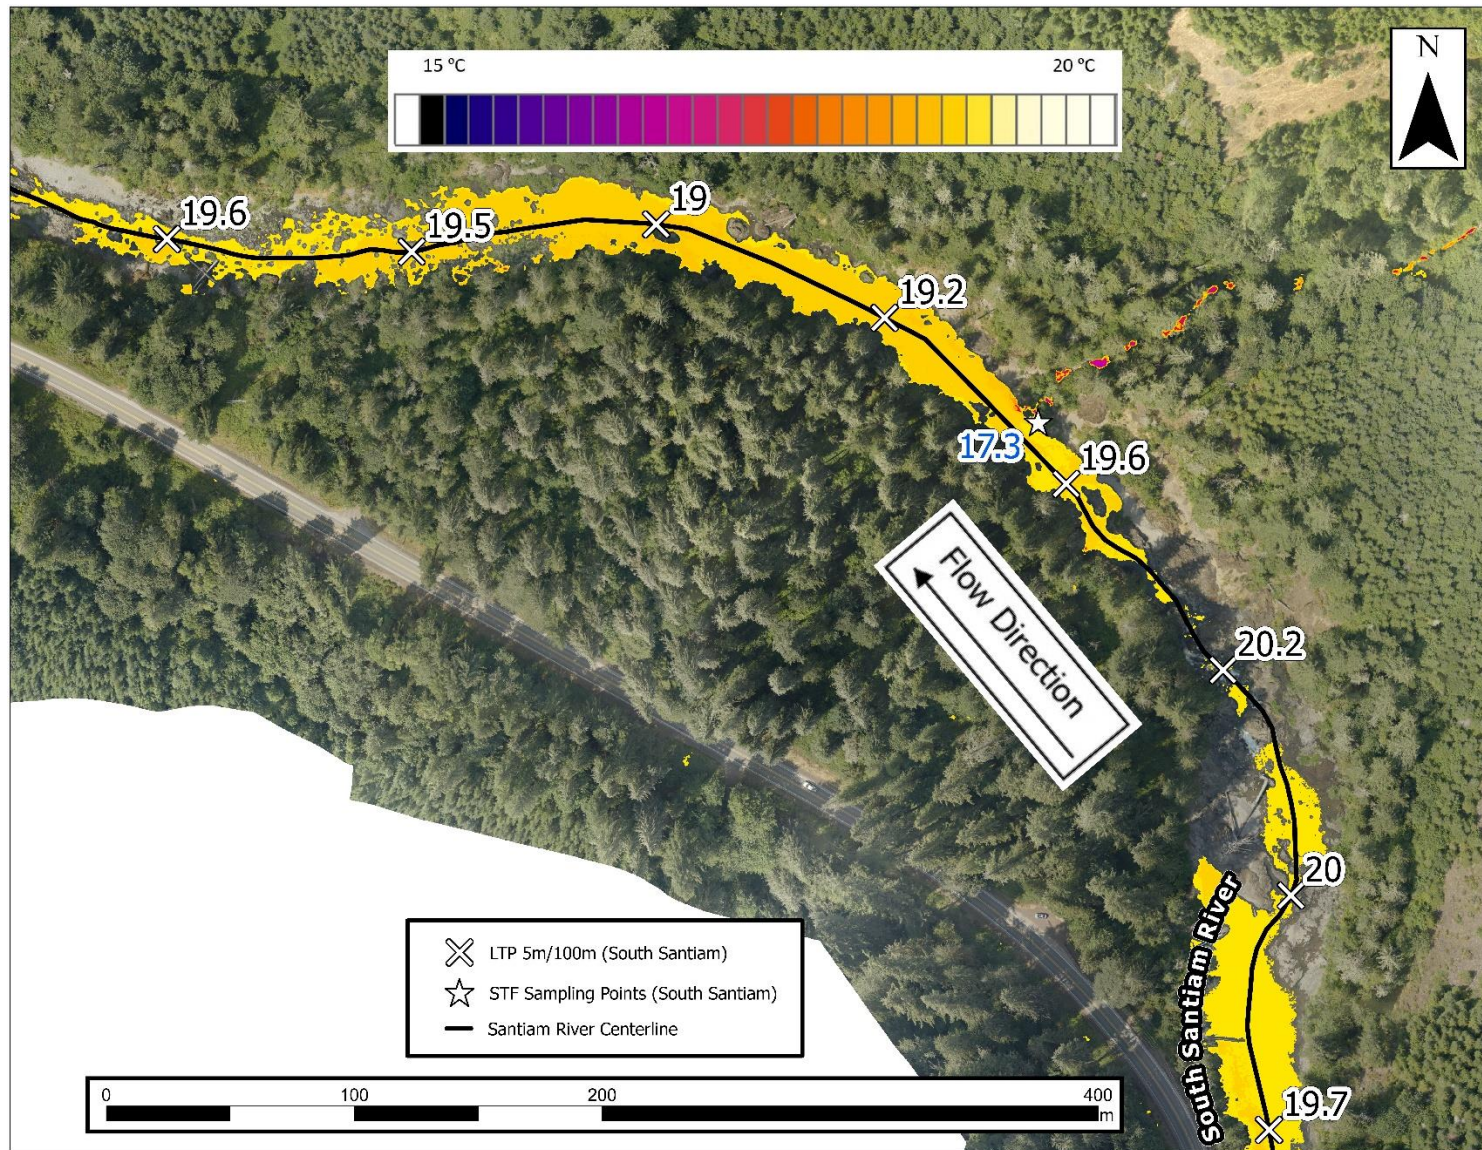 15 °C
20 °C
N
19.6
19.5
19
19.2
17.3
19.6
Flow Direction
20.2
20
South Santiam River
19.7
LTP 5m/100m (South Santiam)
STF Sampling Points (South Santiam)
Santiam River Centerline
0 100 200 400
m